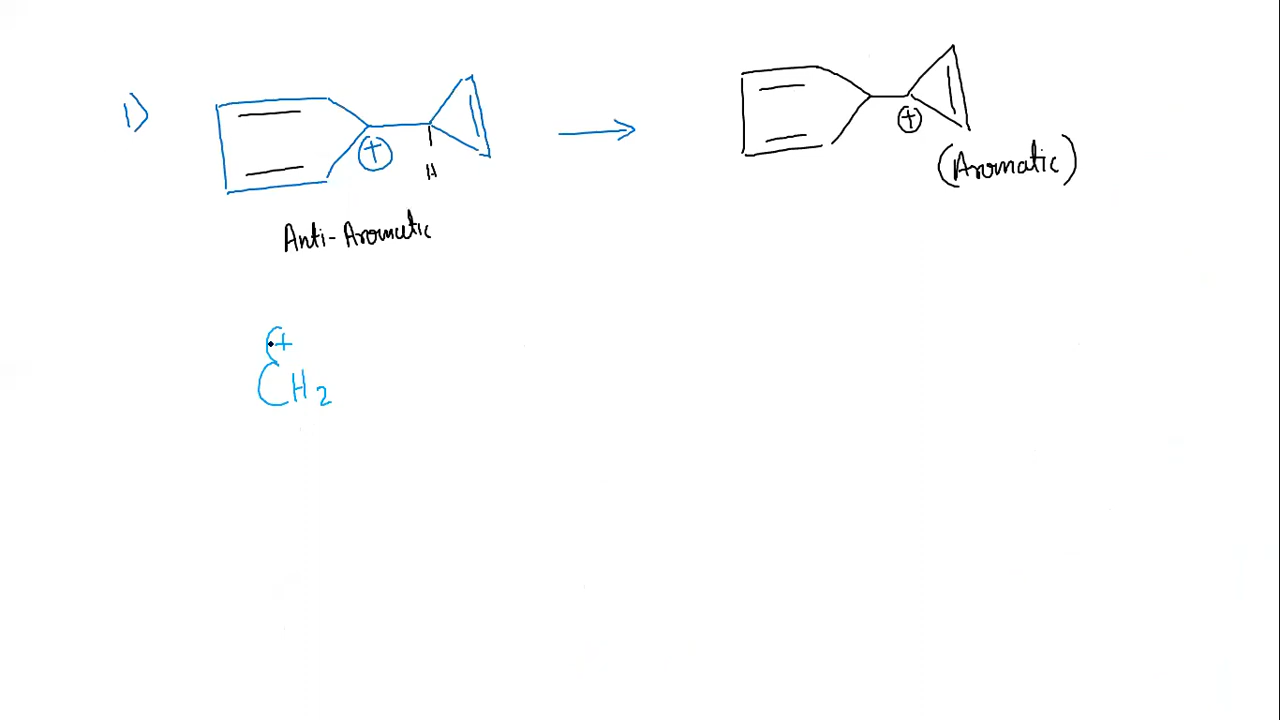 1)
⊕
H
⊕
(Aromatic)
Anti-Aromatic
+
CH2